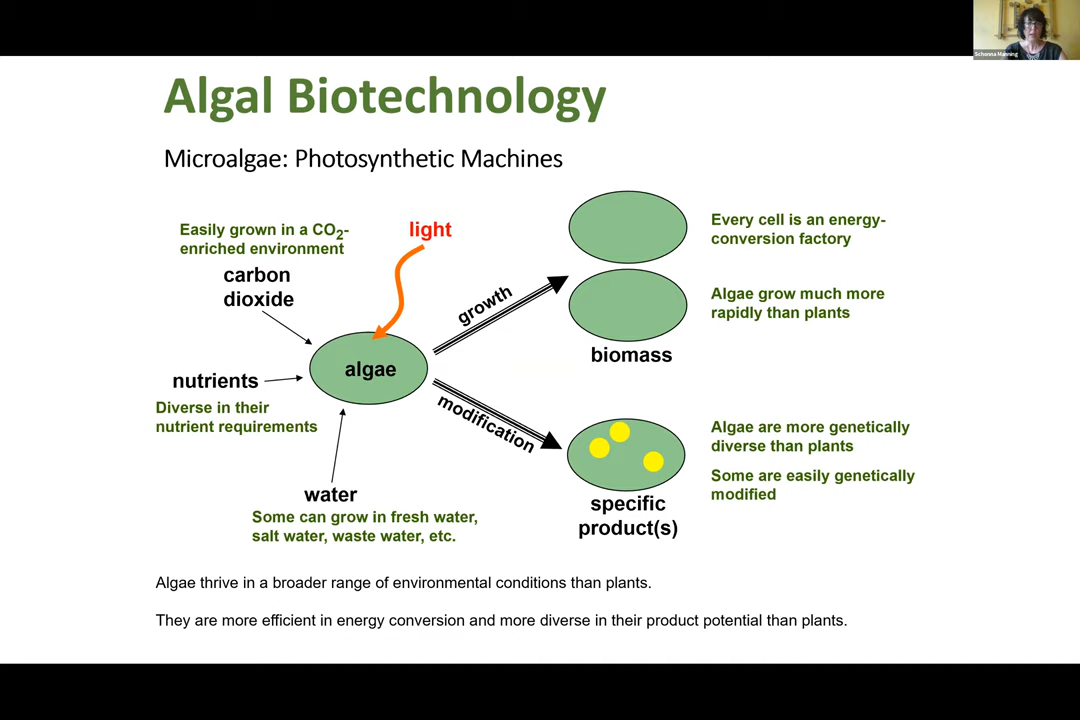 Schonna Manning
Algal Biotechnology
Microalgae: Photosynthetic Machines
Easily grown in a CO2-
enriched environment
light
carbon
dioxide
nutrients
Diverse in their
nutrient requirements
algae
water
Some can grow in fresh water,
salt water, waste water, etc.
growth
modification
biomass
Every cell is an energy-
conversion factory
Algae grow much more
rapidly than plants
specific
product(s)
Algae are more genetically
diverse than plants
Some are easily genetically
modified
Algae thrive in a broader range of environmental conditions than plants.
They are more efficient in energy conversion and more diverse in their product potential than plants.